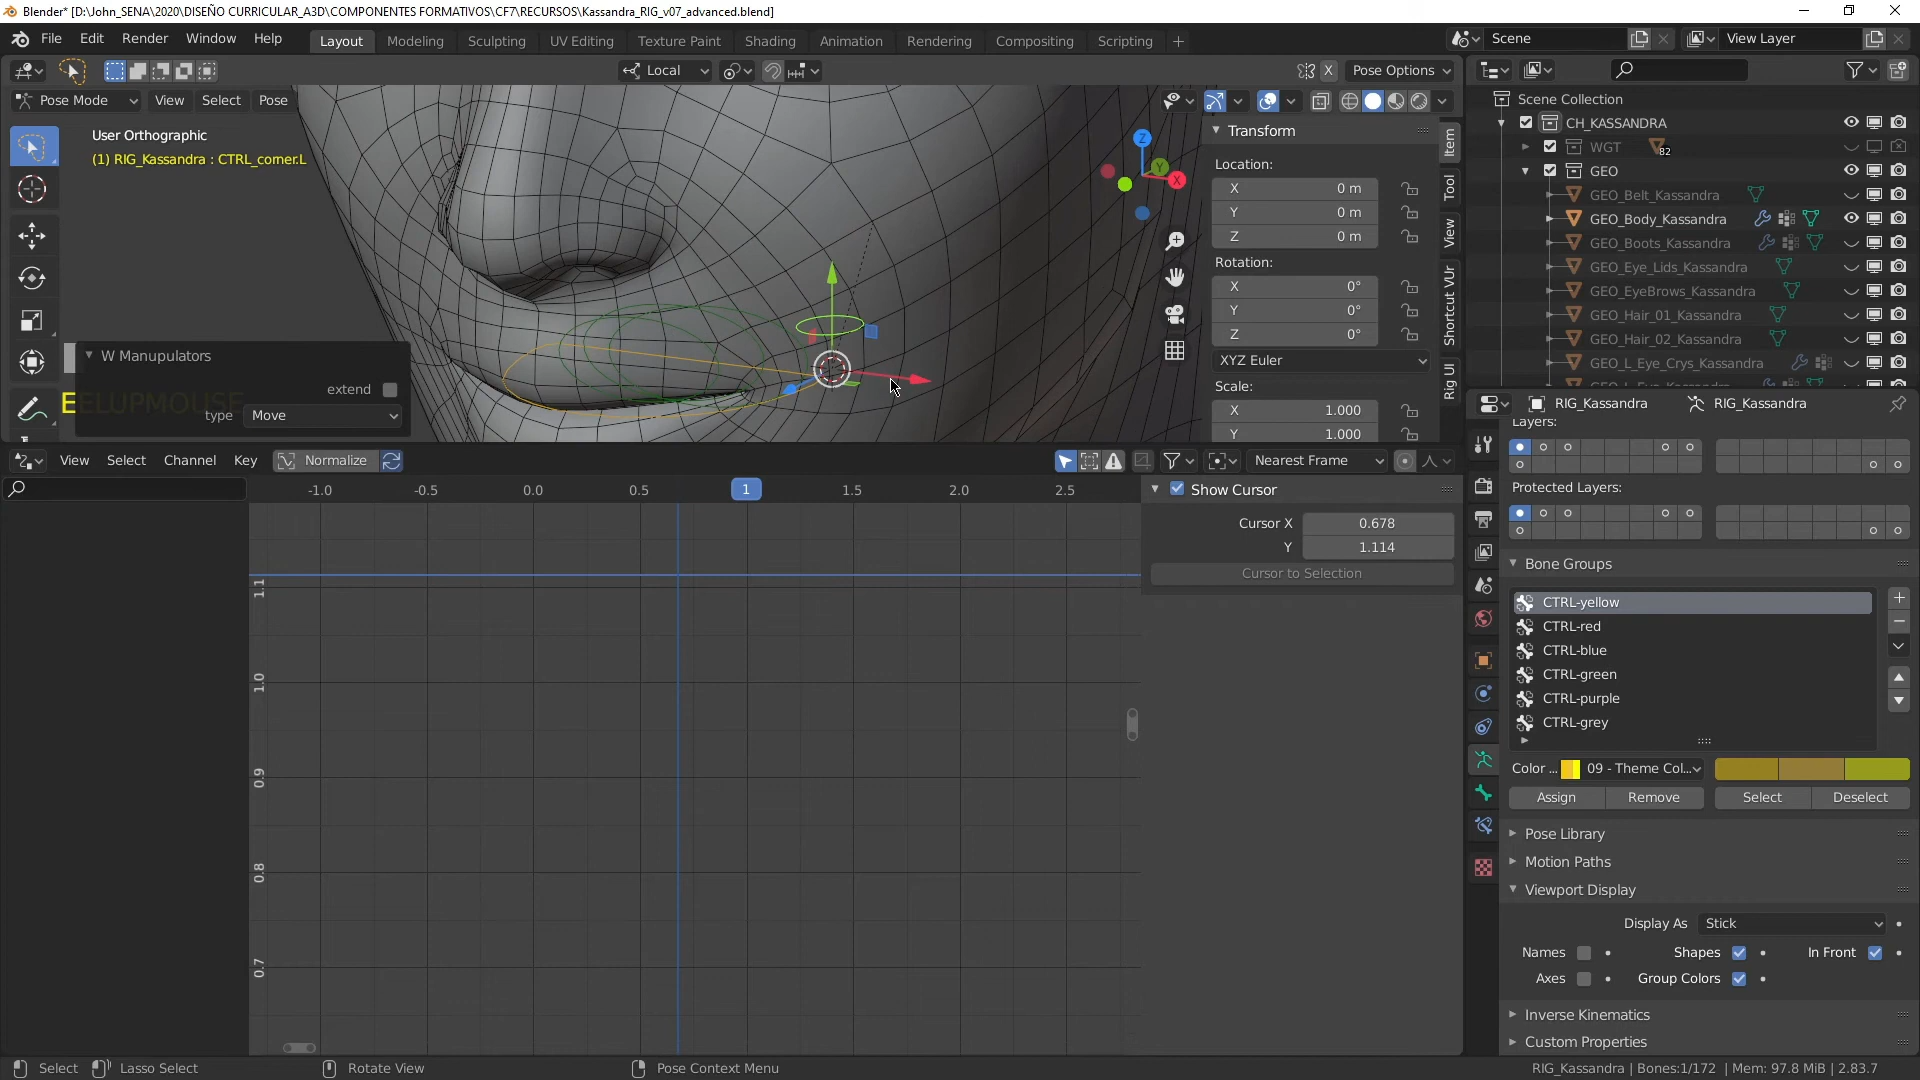 Blender* [D:\John_SENA\2020\DISEÑO CURRICULAR_A3D\COMPONENTES FORMATIVOS\CF7\RECURSOS\Kassandra_RIG_v07_advanced.blend]
File Edit Render Window Help Layout Modeling Sculpting UV Editing Texture Paint Shading Animation Rendering Compositing Scripting + Scene View Layer
Local X Pose Options
Pose Mode View Select Pose
User Orthographic
(1) RIG_Kassandra : CTRL_corner.L
Z
Y
X
W Manupulators
extend
type Move
Transform
Location:
X 0 m
Y 0 m
Z 0 m
Rotation:
X 0°
Y 0°
Z 0°
XYZ Euler
Scale:
X 1.000
Y 1.000
Item
Tool
View
Shortcut VUr
Rig UI
Scene Collection
CH_KASSANDRA
WGT 82
GEO
GEO_Belt_Kassandra
GEO_Body_Kassandra
GEO_Boots_Kassandra
GEO_Eye_Lids_Kassandra
GEO_EyeBrows_Kassandra
GEO_Hair_01_Kassandra
GEO_Hair_02_Kassandra
GEO_L_Eye_Crys_Kassandra
RIG_Kassandra RIG_Kassandra
Layers:
Protected Layers:
Bone Groups
CTRL-yellow
CTRL-red
CTRL-blue
CTRL-green
CTRL-purple
CTRL-grey
Color ... 09 - Theme Col...
Assign Remove Select Deselect
Pose Library
Motion Paths
Viewport Display
Display As Stick
Names Shapes In Front
Axes Group Colors
Inverse Kinematics
Custom Properties
View Select Channel Key Normalize Nearest Frame
-1.0 -0.5 0.0 0.5 1 1.5 2.0 2.5
1.1
1.0
0.9
0.8
0.7
Show Cursor
Cursor X 0.678
Y 1.114
Cursor to Selection
Select Lasso Select Rotate View Pose Context Menu RIG_Kassandra | Bones:1/172 | Mem: 97.8 MiB | 2.83.7